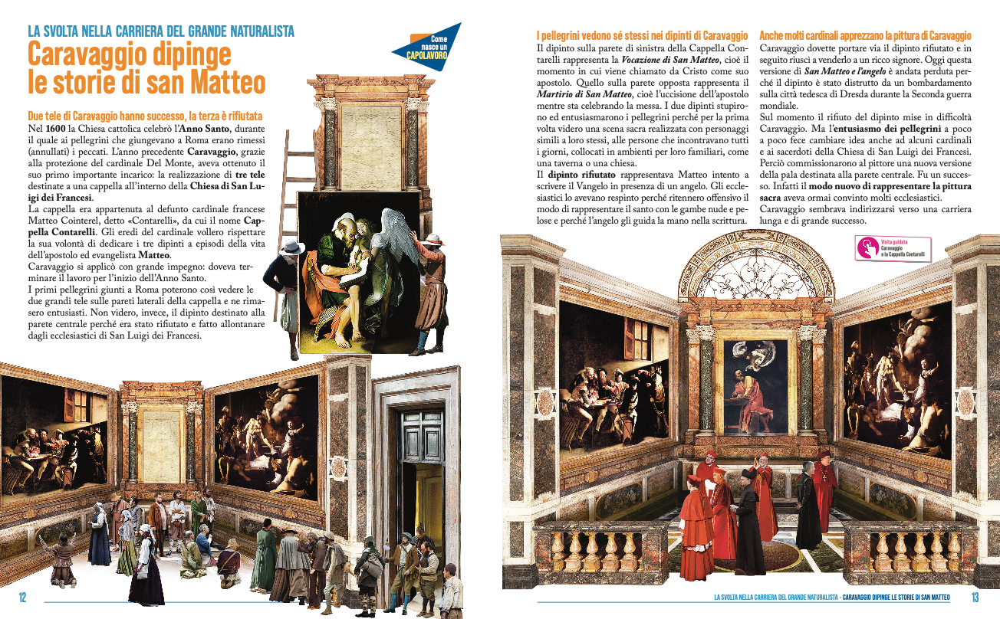 LA SVOLTA NELLA CARRIERA DEL GRANDE NATURALISTA
Caravaggio dipinge
le storie di san Matteo
Come
nasce un
CAPOLAVORO
Due tele di Caravaggio hanno successo, la terza è rifiutata
Nel 1600 la Chiesa cattolica celebrò l'Anno Santo, durante
il quale ai pellegrini che giungevano a Roma erano rimessi
(annullati) i peccati. L'anno precedente Caravaggio, grazie
alla protezione del cardinale Del Monte, aveva ottenuto il
suo primo importante incarico: la realizzazione di tre tele
destinate a una cappella all'interno della Chiesa di San Lu-
igi dei Francesi.
La cappella era appartenuta al defunto cardinale francese
Matteo Cointerel, detto «Contarelli», da cui il nome Cap-
pella Contarelli. Gli eredi del cardinale vollero rispettare
la sua volontà di dedicare i tre dipinti a episodi della vita
dell'apostolo ed evangelista Matteo.
Caravaggio si applicò con grande impegno: doveva ter-
minare il lavoro per l'inizio dell'Anno Santo.
I primi pellegrini giunti a Roma poterono così vedere le
due grandi tele sulle pareti laterali della cappella e ne rima-
sero entusiasti. Non videro, invece, il dipinto destinato alla
parete centrale perché era stato rifiutato e fatto allontanare
dagli ecclesiastici di San Luigi dei Francesi.
12
I pellegrini vedono sé stessi nei dipinti di Caravaggio
Il dipinto sulla parete di sinistra della Cappella Con-
tarelli rappresenta la Vocazione di San Matteo, cioè il
momento in cui viene chiamato da Cristo come suo
apostolo. Quello sulla parete opposta rappresenta il
Martirio di San Matteo, cioè l'uccisione dell'apostolo
mentre sta celebrando la messa. I due dipinti stupiro-
no ed entusiasmarono i pellegrini perché per la prima
volta videro una scena sacra realizzata con personaggi
simili a loro stessi, alle persone che incontravano tutti
i giorni, collocati in ambienti per loro familiari, come
una taverna o una chiesa.
Il dipinto rifiutato rappresentava Matteo intento a
scrivere il Vangelo in presenza di un angelo. Gli eccle-
siastici lo avevano respinto perché ritennero offensivo il
modo di rappresentare il santo con le gambe nude e pe-
lose e perché l'angelo gli guida la mano nella scrittura.
Anche molti cardinali apprezzano la pittura di Caravaggio
Caravaggio dovette portare via il dipinto rifiutato e in
seguito riuscì a venderlo a un ricco signore. Oggi questa
versione di San Matteo e l'angelo è andata perduta per-
ché il dipinto è stato distrutto da un bombardamento
sulla città tedesca di Dresda durante la Seconda guerra
mondiale.
Sul momento il rifiuto del dipinto mise in difficoltà
Caravaggio. Ma l'entusiasmo dei pellegrini a poco
a poco fece cambiare idea anche ad alcuni cardinali
e ai sacerdoti della Chiesa di San Luigi dei Francesi.
Perciò commissionarono al pittore una nuova versione
della pala destinata alla parete centrale. Fu un succes-
so. Infatti il modo nuovo di rappresentare la pittura
sacra aveva ormai convinto molti ecclesiastici.
Caravaggio sembrava indirizzarsi verso una carriera
lunga e di grande successo.
Visita guidata
Caravaggio
e la Cappella Contarelli
LA SVOLTA NELLA CARRIERA DEL GRANDE NATURALISTA - CARAVAGGIO DIPINGE LE STORIE DI SAN MATTEO
13